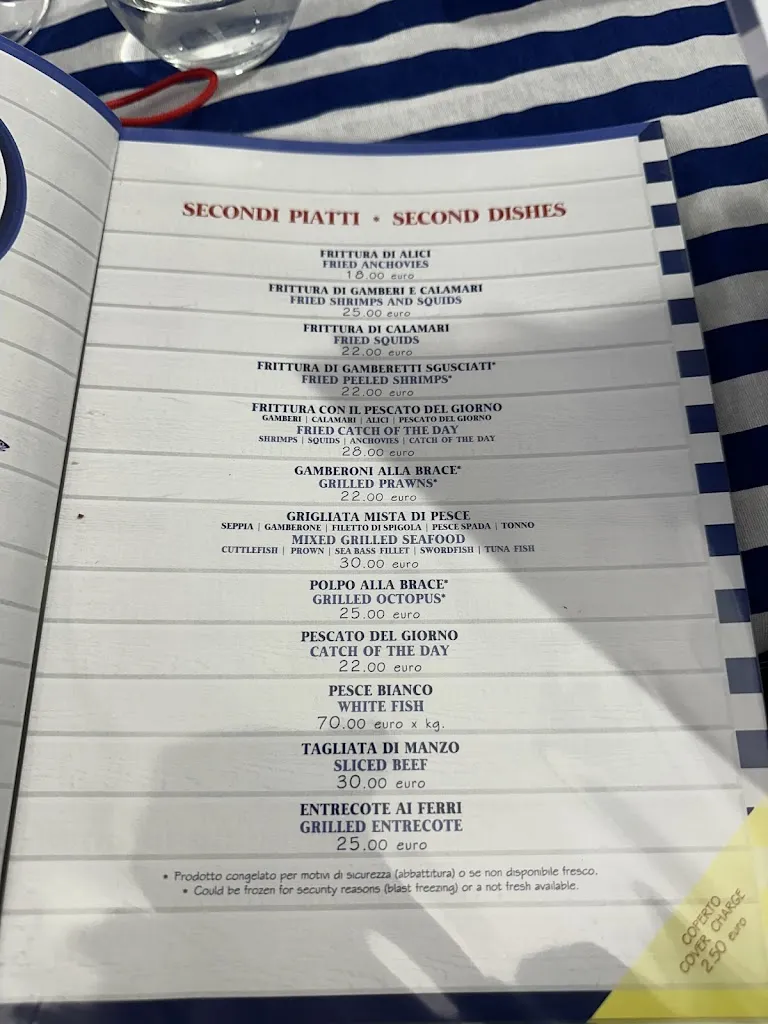 SECONDI PIATTI • SECOND DISHES
FRITTURA DI ALICI
FRIED ANCHOVIES
18.00 euro
FRITTURA DI GAMBERI E CALAMARI
FRIED SHRIMPS AND SQUIDS
25.00 euro
FRITTURA DI CALAMARI
FRIED SQUIDS
22.00 euro
FRITTURA DI GAMBERETTI SGUSCIATI*
FRIED PEELED SHRIMPS*
22.00 euro
FRITTURA CON IL PESCATO DEL GIORNO
GAMBERI | CALAMARI | ALICI | PESCATO DEL GIORNO
FRIED CATCH OF THE DAY
SHRIMPS | SQUIDS | ANCHOVIES | CATCH OF THE DAY
28.00 euro
GAMBERONI ALLA BRACE*
GRILLED PRAWNS*
22.00 euro
GRIGLIATA MISTA DI PESCE
SEPPIA | GAMBERONE | FILETTO DI SPIGOLA | PESCE SPADA | TONNO
MIXED GRILLED SEAFOOD
CUTTLEFISH | PROWN | SEA BASS FILLET | SWORDFISH | TUNA FISH
30.00 euro
POLPO ALLA BRACE*
GRILLED OCTOPUS*
25.00 euro
PESCATO DEL GIORNO
CATCH OF THE DAY
22.00 euro
PESCE BIANCO
WHITE FISH
70.00 euro x kg.
TAGLIATA DI MANZO
SLICED BEEF
30.00 euro
ENTRECOTE AI FERRI
GRILLED ENTRECOTE
25.00 euro
• Prodotto congelato per motivi di sicurezza (abbattitura) o se non disponibile fresco.
• Could be frozen for security reasons (blast freezing) or a not fresh available.
COPERTO
COVER CHARGE
2.50 euro